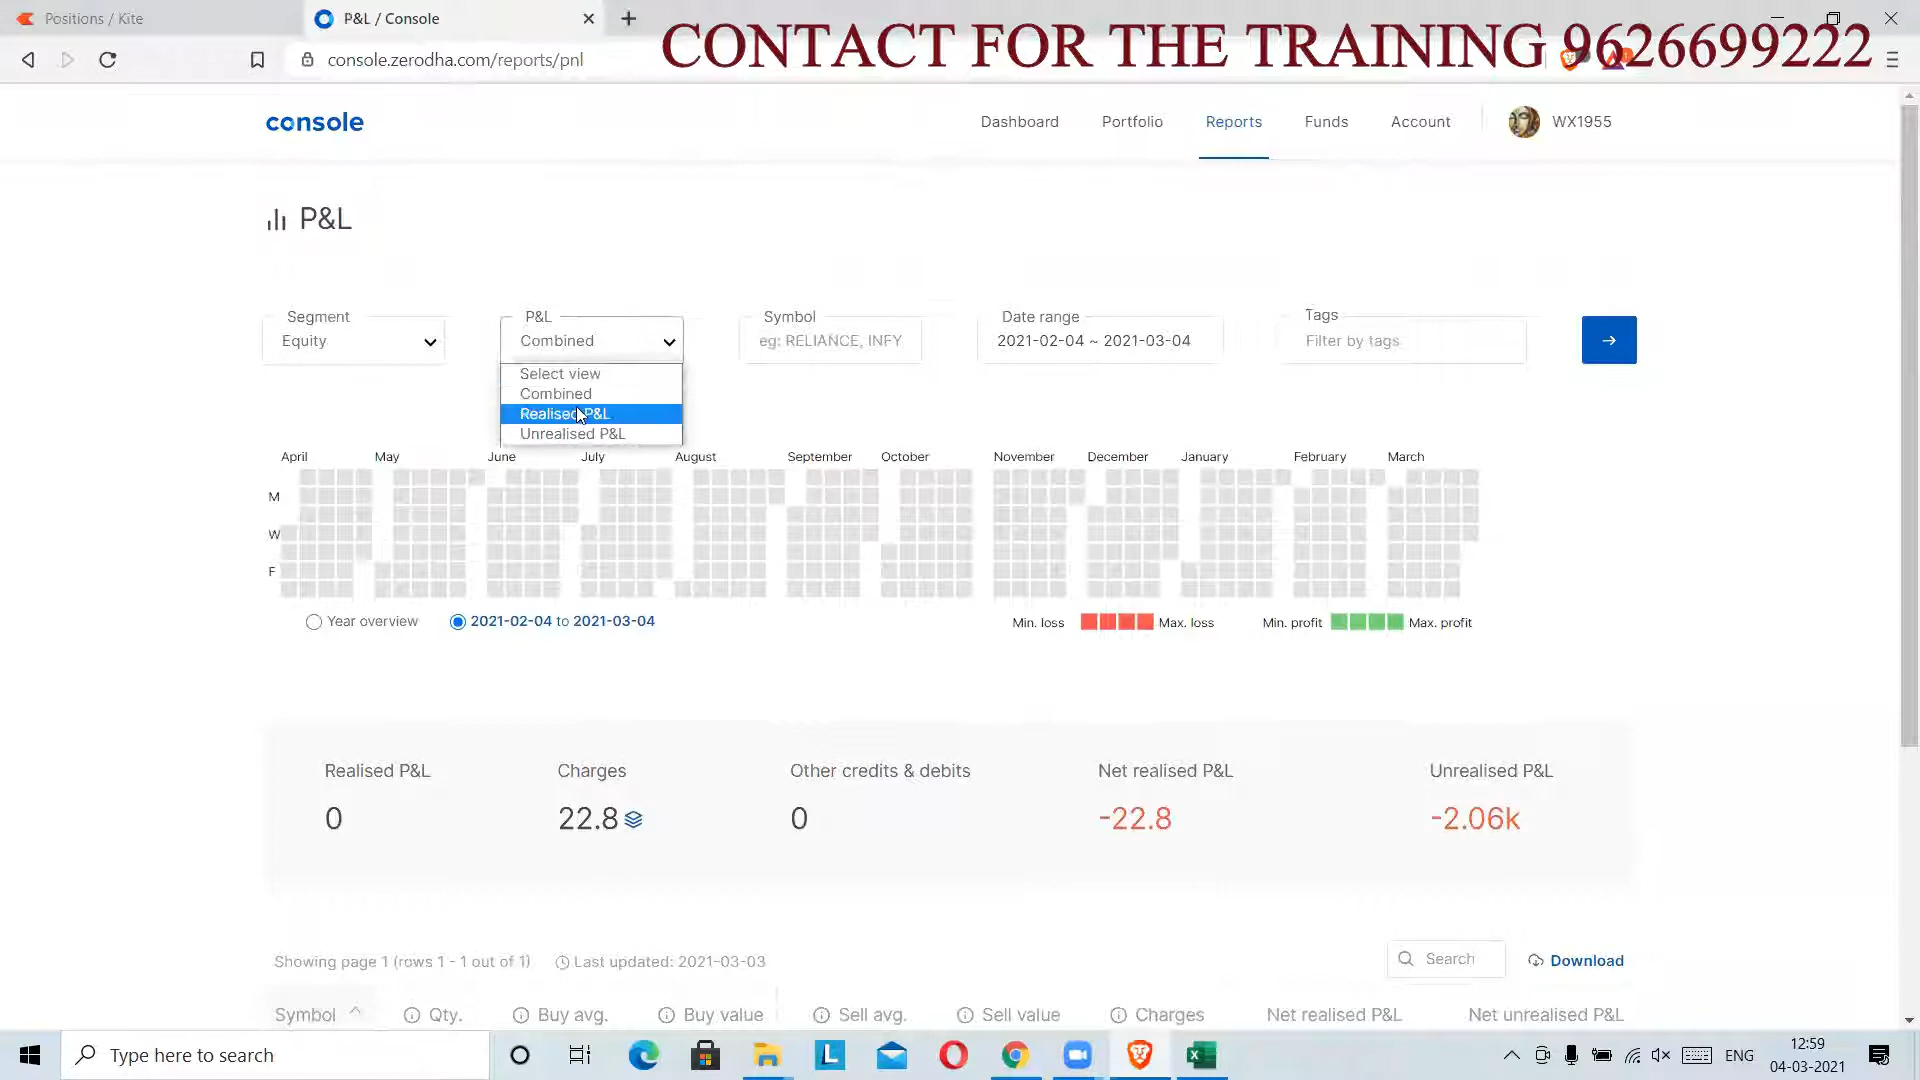 Positions / Kite
P&L / Console
CONTACT FOR THE TRAINING 9626699222
console.zerodha.com/reports/pnl
console
Dashboard
Portfolio
Reports
Funds
Account
WX1955
P&L
Segment
Equity
P&L
Combined
Symbol
eg: RELIANCE, INFY
Date range
2021-02-04 ~ 2021-03-04
Tags
Filter by tags
Select view
Combined
Realised P&L
Unrealised P&L
April May June July August September October November December January February March
M
W
F
Year overview
2021-02-04 to 2021-03-04
Min. loss
Max. loss
Min. profit
Max. profit
Realised P&L
0
Charges
22.8
Other credits & debits
0
Net realised P&L
-22.8
Unrealised P&L
-2.06k
Showing page 1 (rows 1 - 1 out of 1)
Last updated: 2021-03-03
Search
Download
Symbol Qty. Buy avg. Buy value Sell avg. Sell value Charges Net realised P&L Net unrealised P&L
Type here to search
L
ENG
12:59
04-03-2021